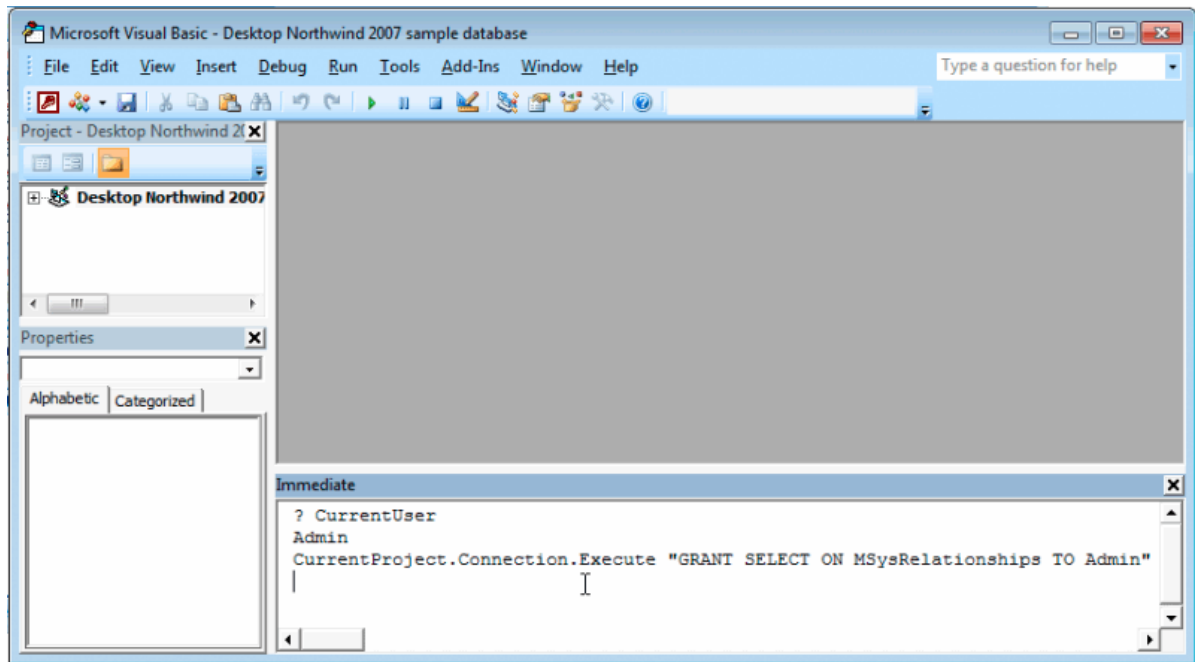 Microsoft Visual Basic - Desktop Northwind 2007 sample database
File Edit View Insert Debug Run Tools Add-Ins Window Help
Type a question for help
Project - Desktop Northwind 20
Desktop Northwind 2007
Properties
Alphabetic Categorized
Immediate
? CurrentUser
Admin
CurrentProject.Connection.Execute "GRANT SELECT ON MSysRelationships TO Admin"